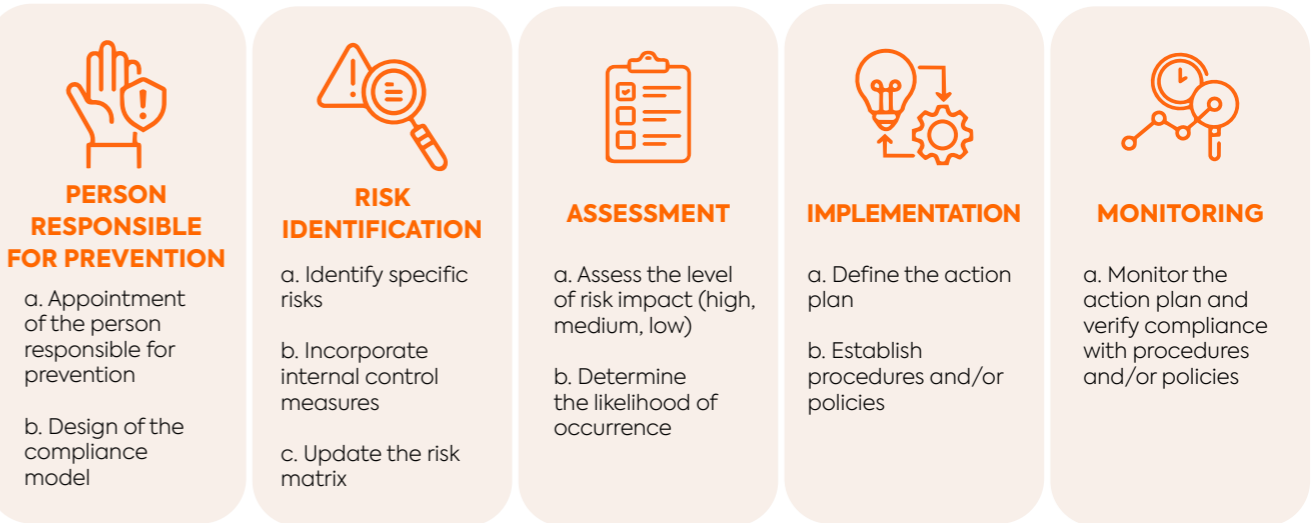 PERSON
RESPONSIBLE
FOR PREVENTION
a. Appointment
of the person
responsible for
prevention
b. Design of the
compliance
model
RISK
IDENTIFICATION
a. Identify specific
risks
b. Incorporate
internal control
measures
c. Update the risk
matrix
ASSESSMENT
a. Assess the level
of risk impact (high,
medium, low)
b. Determine
the likelihood of
occurrence
IMPLEMENTATION
a. Define the action
plan
b. Establish
procedures and/or
policies
MONITORING
a. Monitor the
action plan and
verify compliance
with procedures
and/or policies